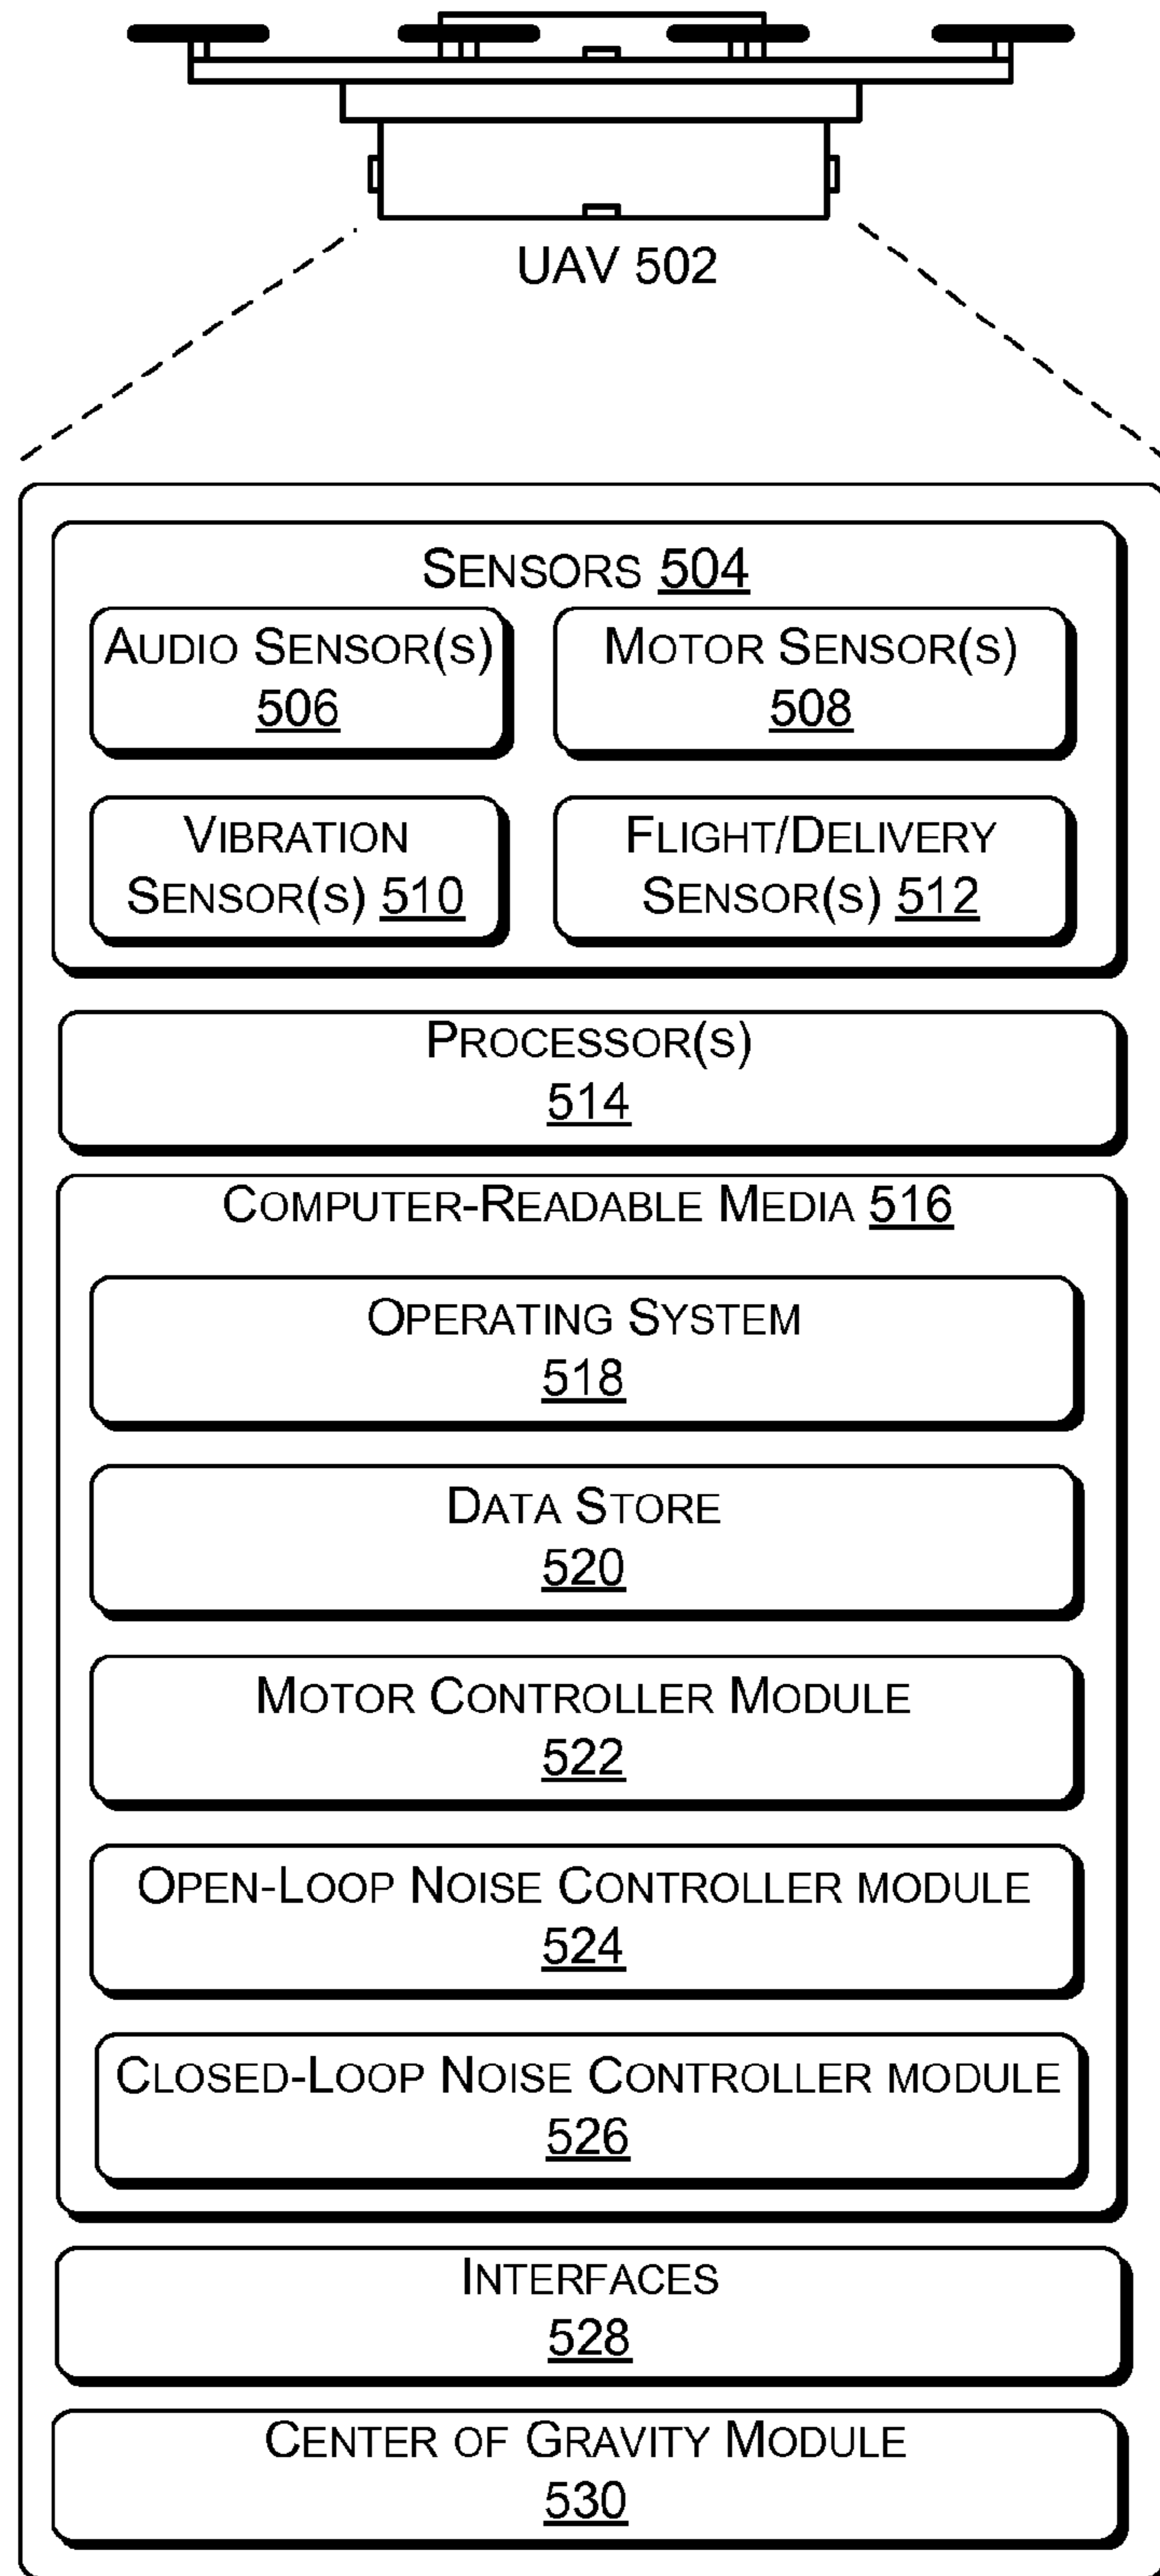 UAV 502
SENSORS 504
AUDIO SENSOR(S)
506
MOTOR SENSOR(S)
508
VIBRATION
SENSOR(S) 510
FLIGHT/DELIVERY
SENSOR(S) 512
PROCESSOR(S)
514
COMPUTER-READABLE MEDIA 516
OPERATING SYSTEM
518
DATA STORE
520
MOTOR CONTROLLER MODULE
522
OPEN-LOOP NOISE CONTROLLER MODULE
524
CLOSED-LOOP NOISE CONTROLLER MODULE
526
INTERFACES
528
CENTER OF GRAVITY MODULE
530